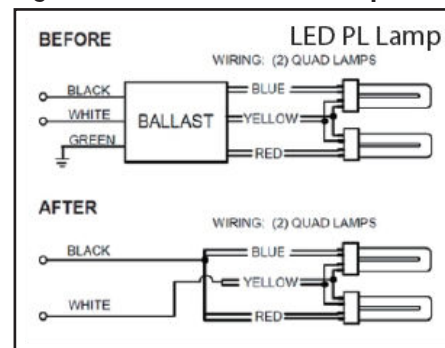 BEFORE
LED PL Lamp
WIRING: (2) QUAD LAMPS
BLACK
WHITE
GREEN
BALLAST
BLUE
YELLOW
RED
AFTER
WIRING: (2) QUAD LAMPS
BLACK
WHITE
BLUE
YELLOW
RED